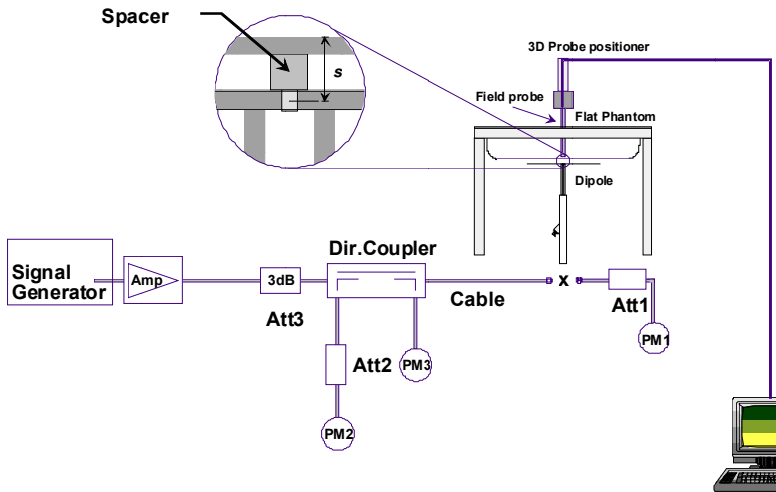 Spacer
s
3D Probe positioner
Field probe
Flat Phantom
Dipole
Signal
Generator
Amp
3dB
Att3
Dir.Coupler
Cable
x
Att1
PM1
Att2
PM3
PM2